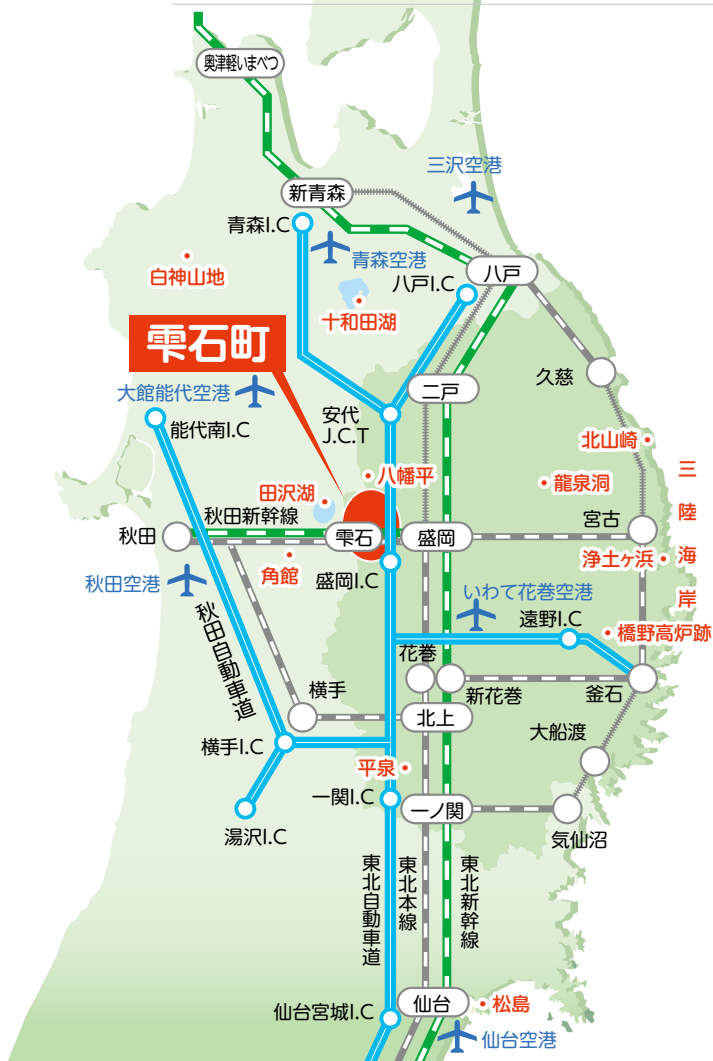 奥津軽いまべつ
三沢空港
新青森
青森I.C
青森空港
八戸
八戸I.C
白神山地
十和田湖
雫石町
大館能代空港
二戸
久慈
能代南I.C
安代
J.C.T
北山崎
八幡平
龍泉洞
三陸海岸
田沢湖
秋田新幹線
宮古
秋田
雫石
盛岡
浄土ヶ浜
角館
盛岡I.C
秋田空港
いわて花巻空港
遠野I.C
橋野高炉跡
秋田自動車道
花巻
新花巻
釜石
横手
北上
大船渡
横手I.C
平泉
一関I.C
一ノ関
気仙沼
湯沢I.C
東北自動車道
東北本線
東北新幹線
仙台宮城I.C
仙台
松島
仙台空港